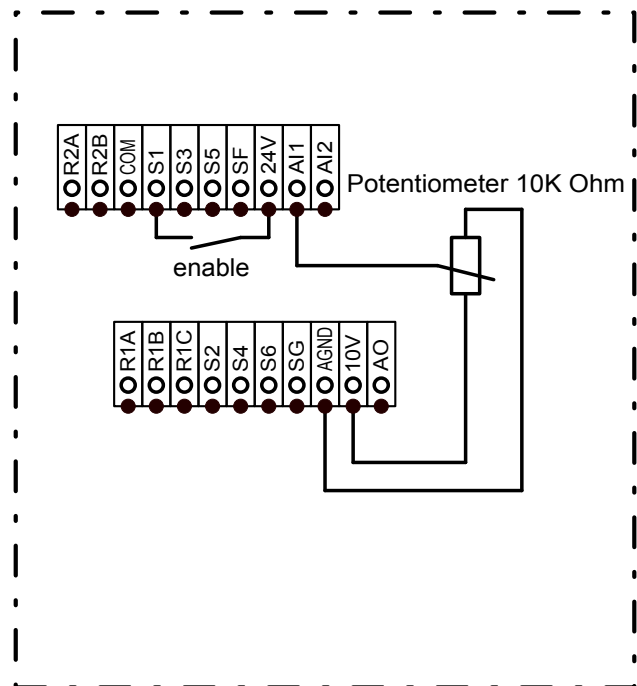 R2A R2B COM S1 S3 S5 SF 24V AI1 AI2
Potentiometer 10K Ohm
enable
R1A R1B R1C S2 S4 S6 SG AGND 10V AO